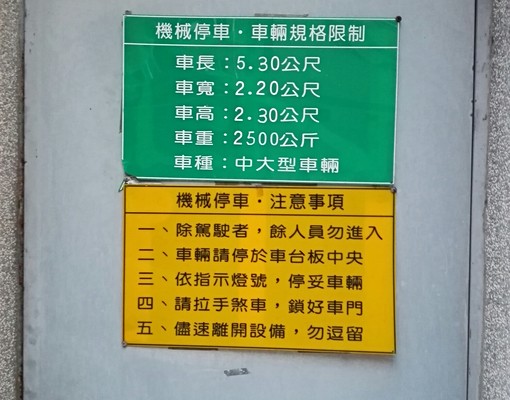 機械停車・車輛規格限制
車長：5.30公尺
車寬：2.20公尺
車高：2.30公尺
車重：2500公斤
車種：中大型車輛
機械停車・注意事項
一、除駕駛者，餘人員勿進入
二、車輛請停於車台板中央
三、依指示燈號，停妥車輛
四、請拉手煞車，鎖好車門
五、儘速離開設備，勿逗留